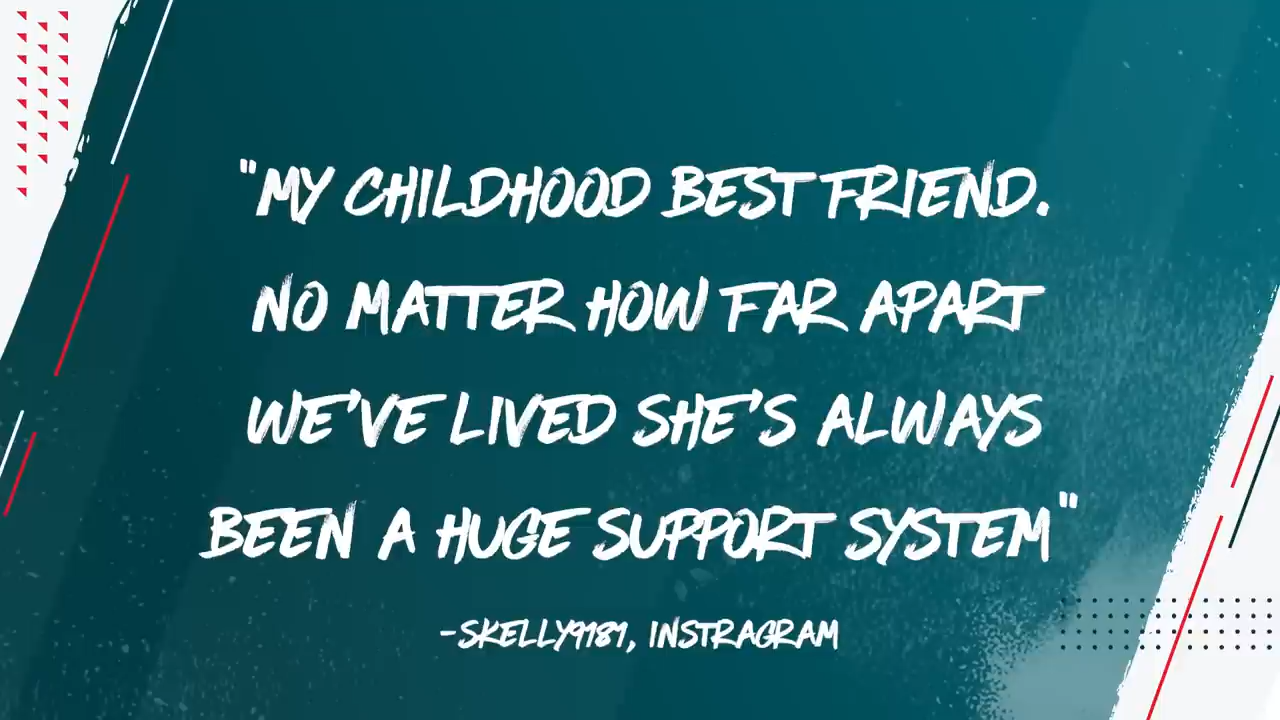 "MY CHILDHOOD BEST FRIEND.
NO MATTER HOW FAR APART
WE'VE LIVED SHE'S ALWAYS
BEEN A HUGE SUPPORT SYSTEM"
-SKELLY9181, INSTRAGRAM